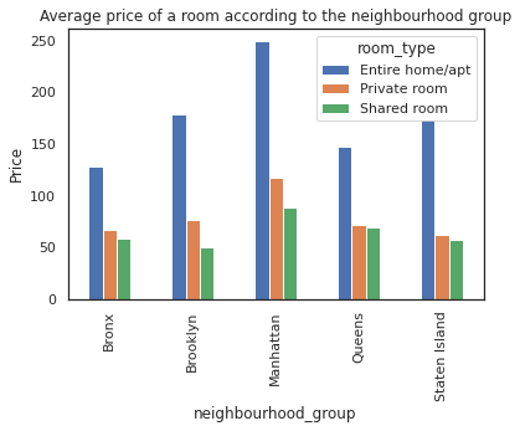 Average price of a room according to the neighbourhood group
250
200
150
100
50
0
Price
room_type
Entire home/apt
Private room
Shared room
Bronx
Brooklyn
Manhattan
Queens
Staten Island
neighbourhood_group